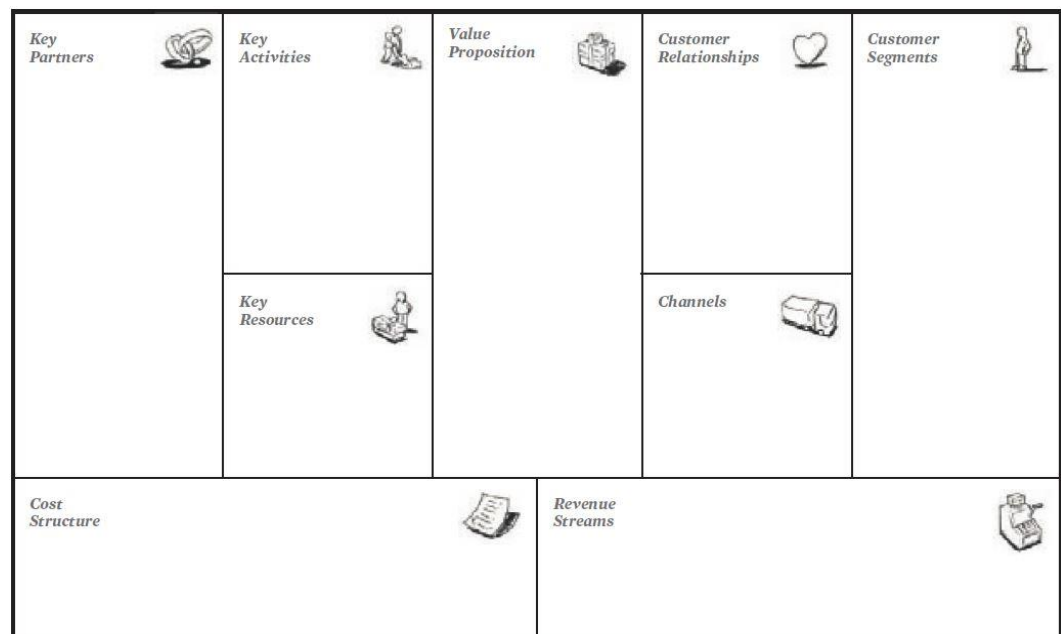 Key
Partners
Key
Activities
Value
Proposition
Customer
Relationships
Customer
Segments
Key
Resources
Channels
Cost
Structure
Revenue
Streams